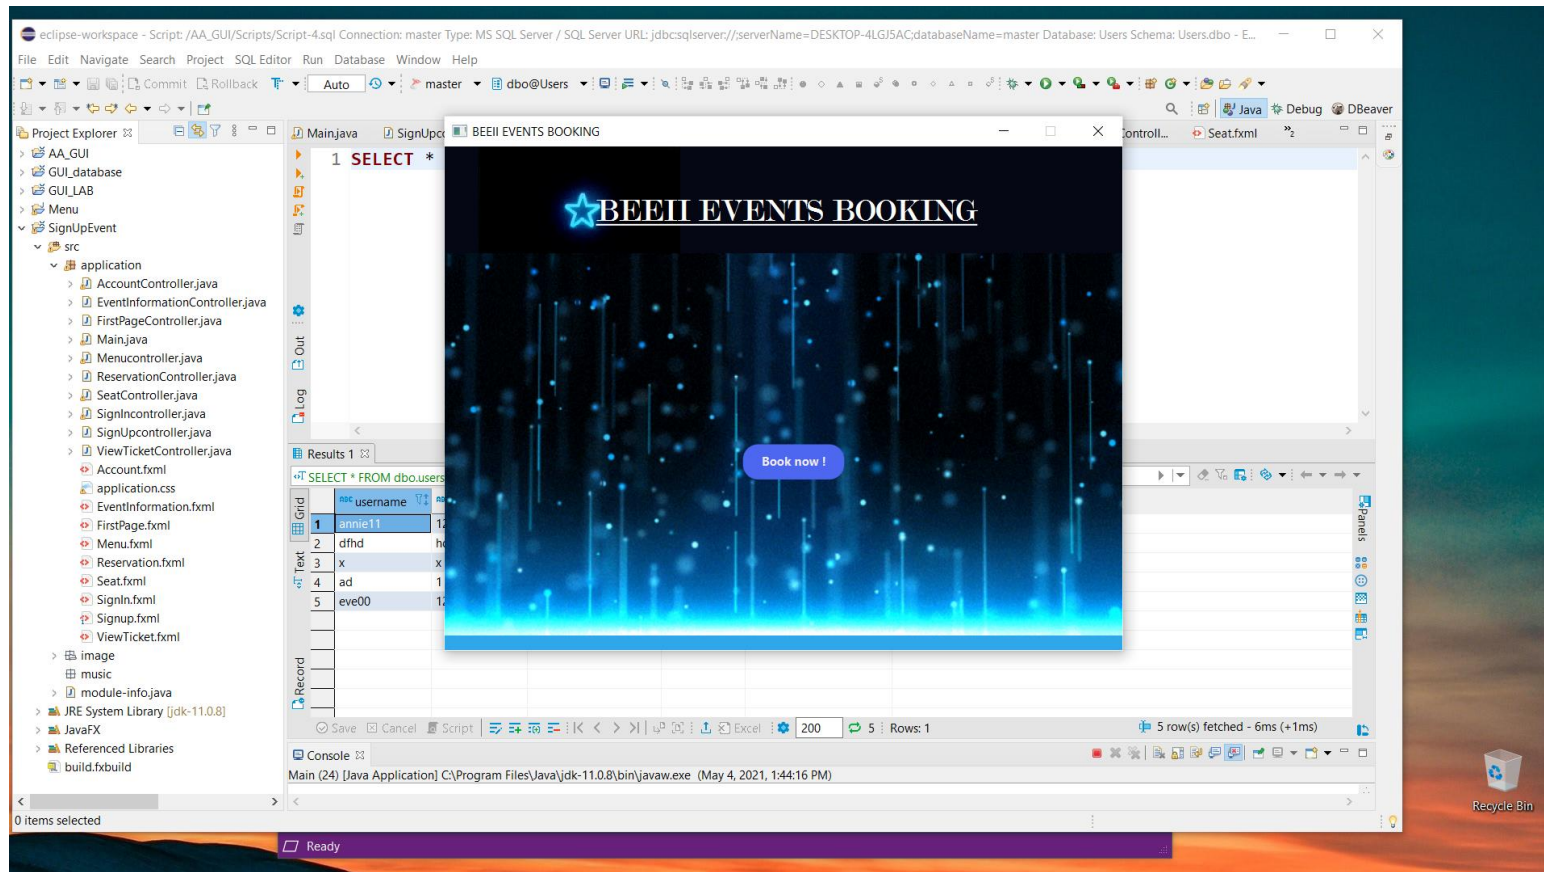 eclipse-workspace - Script: /AA_GUI/Scripts/Script-4.sql Connection: master Type: MS SQL Server / SQL Server URL: jdbc:sqlserver://;serverName=DESKTOP-4LGJ5AC;databaseName=master Database: Users Schema: Users.dbo - E...
File Edit Navigate Search Project SQL Editor Run Database Window Help
Commit Rollback Auto master dbo@Users
Java Debug DBeaver
Project Explorer
Main.java SignUpco
Controll... Seat.fxml 2
AA_GUI
GUI_database
GUI_LAB
Menu
SignUpEvent
src
application
AccountController.java
EventInformationController.java
FirstPageController.java
Main.java
Menucontroller.java
ReservationController.java
SeatController.java
SignIncontroller.java
SignUpcontroller.java
ViewTicketController.java
Account.fxml
application.css
EventInformation.fxml
FirstPage.fxml
Menu.fxml
Reservation.fxml
Seat.fxml
SignIn.fxml
Signup.fxml
ViewTicket.fxml
image
music
module-info.java
JRE System Library [jdk-11.0.8]
JavaFX
Referenced Libraries
build.fxbuild
0 items selected
1 SELECT *
Out
Log
BEEII EVENTS BOOKING
BEEII EVENTS BOOKING
Book now !
Results 1
SELECT * FROM dbo.users
Grid
Text
Record
Panels
username
1 annie11 12
2 dfhd
3 x x
4 ad 1
5 eve00 12
Save Cancel Script Excel 200 5 Rows: 1
5 row(s) fetched - 6ms (+1ms)
Console
Main (24) [Java Application] C:\Program Files\Java\jdk-11.0.8\bin\javaw.exe (May 4, 2021, 1:44:16 PM)
Ready
Recycle Bin